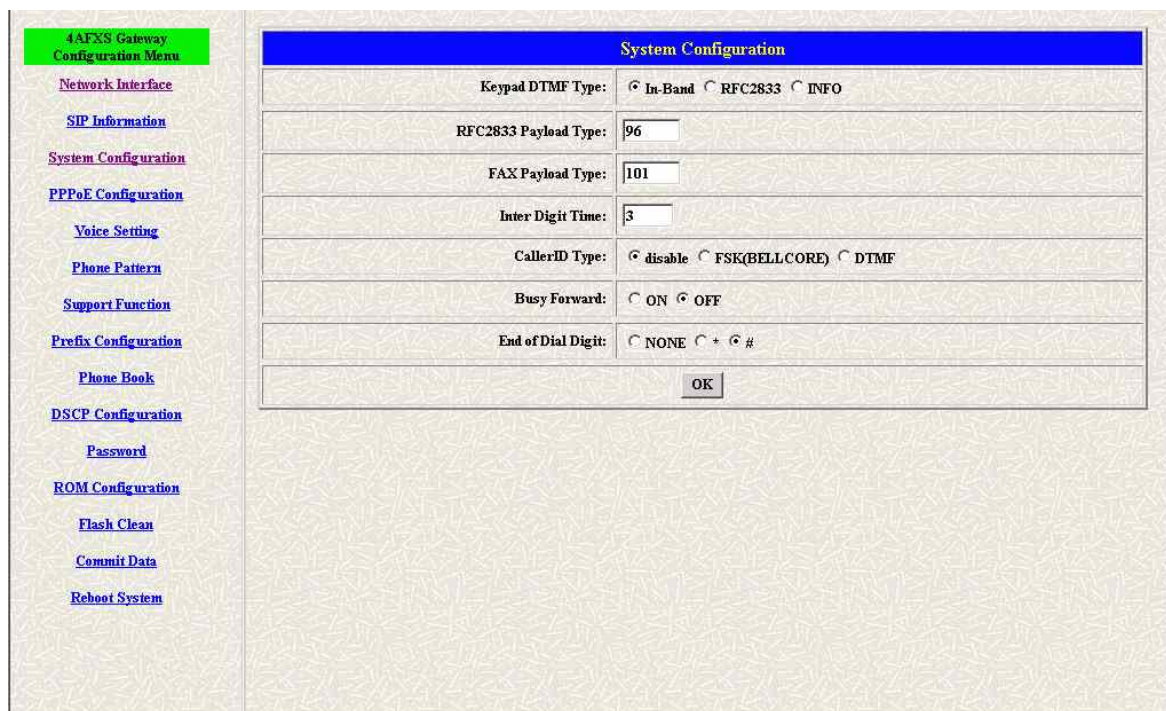 4AFXS Gateway
Configuration Menu
Network Interface
SIP Information
System Configuration
PPPoE Configuration
Voice Setting
Phone Pattern
Support Function
Prefix Configuration
Phone Book
DSCP Configuration
Password
ROM Configuration
Flash Clean
Commit Data
Reboot System
System Configuration
Keypad DTMF Type: In-Band RFC2833 INFO
RFC2833 Payload Type: 96
FAX Payload Type: 101
Inter Digit Time: 3
CallerID Type: disable FSK(BELLCORE) DTMF
Busy Forward: ON OFF
End of Dial Digit: NONE * #
OK